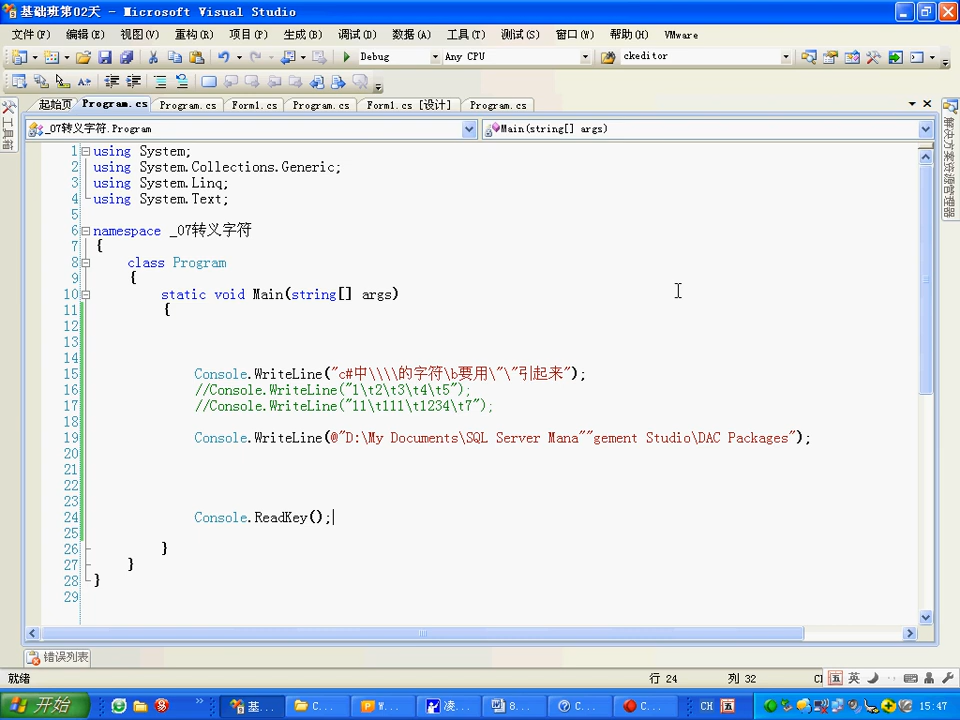 基础班第02天 - Microsoft Visual Studio
文件(F) 编辑(E) 视图(V) 重构(R) 项目(P) 生成(B) 调试(D) 数据(A) 工具(T) 测试(S) 窗口(W) 帮助(H) VMware
Debug Any CPU ckeditor
起始页 Program.cs Program.cs Form1.cs Program.cs Form1.cs [设计] Program.cs
_07转义字符.Program Main(string[] args)
工具箱
解决方案资源管理器
1 using System;
2 using System.Collections.Generic;
3 using System.Linq;
4 using System.Text;
5
6 namespace _07转义字符
7 {
8 class Program
9 {
10 static void Main(string[] args)
11 {
12
13
14
15 Console.WriteLine("c#中\\\\的字符\b要用\"\"引起来");
16 //Console.WriteLine("1\t2\t3\t4\t5");
17 //Console.WriteLine("11\t111\t1234\t7");
18
19 Console.WriteLine(@"D:\My Documents\SQL Server Mana""gement Studio\DAC Packages");
20
21
22
23
24 Console.ReadKey();
25
26 }
27 }
28 }
29
错误列表
就绪 行 24 列 32 五 英
开始 基... C... W... 凌... 8... C... C... CH 五 15:47